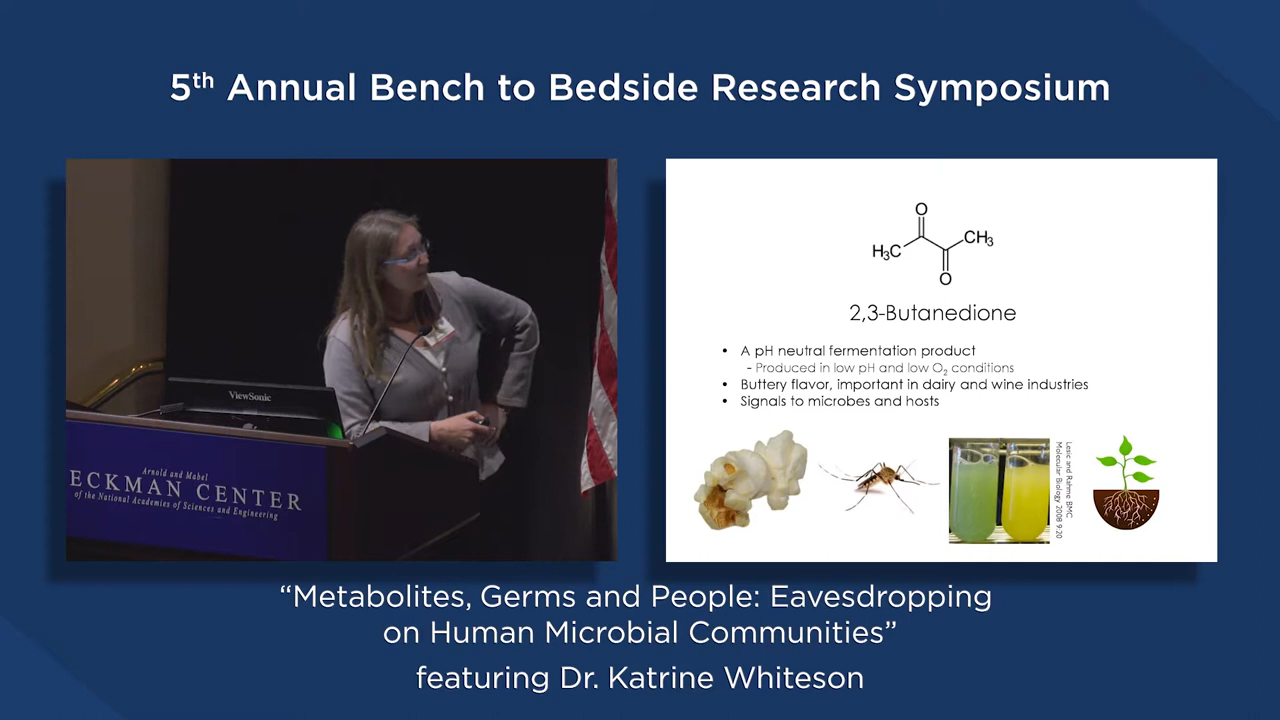 5th Annual Bench to Bedside Research Symposium
ViewSonic
Arnold and Mabel
ECKMAN CENTER
of the National Academies of Sciences and Engineering
O
H3C
CH3
O
2,3-Butanedione
• A pH neutral fermentation product
- Produced in low pH and low O2 conditions
• Buttery flavor, important in dairy and wine industries
• Signals to microbes and hosts
Lesic and Rahme BMC
Molecular Biology 2008 9:20
“Metabolites, Germs and People: Eavesdropping
on Human Microbial Communities”
featuring Dr. Katrine Whiteson